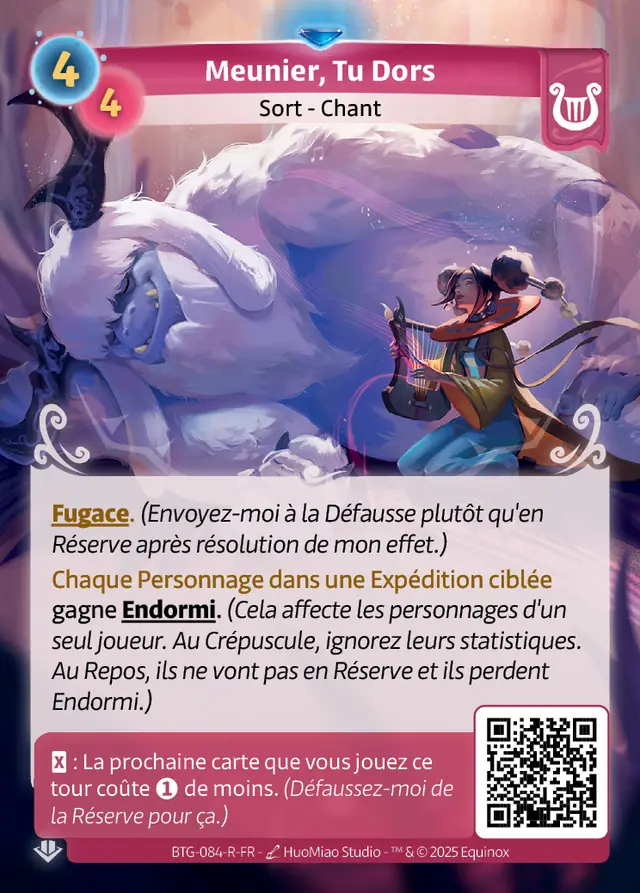 4
4
Meunier, Tu Dors
Sort - Chant
Fugace. (Envoyez-moi à la Défausse plutôt qu'en
Réserve après résolution de mon effet.)
Chaque Personnage dans une Expédition ciblée
gagne Endormi. (Cela affecte les personnages d'un
seul joueur. Au Crépuscule, ignorez leurs statistiques.
Au Repos, ils ne vont pas en Réserve et ils perdent
Endormi.)
X : La prochaine carte que vous jouez ce
tour coûte 1 de moins. (Défaussez-moi de
la Réserve pour ça.)
BTG-084-R-FR - HuoMiao Studio - ™ & © 2025 Equinox